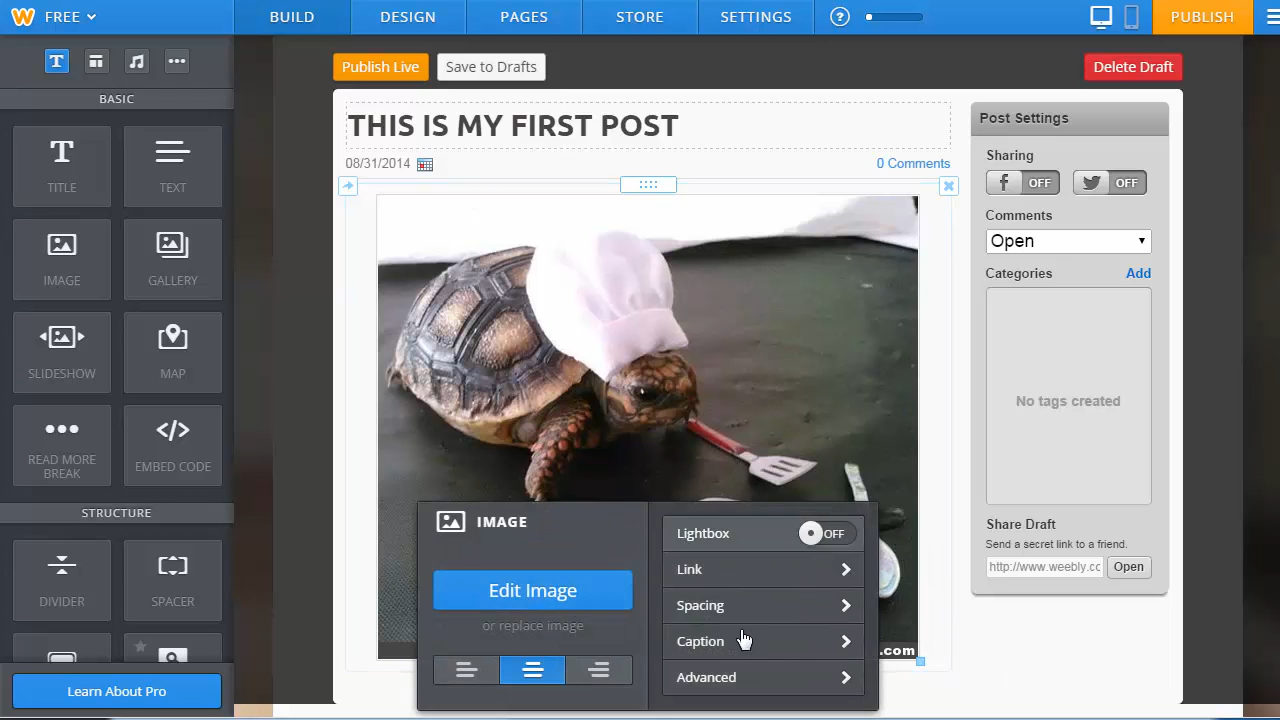 FREE
BUILD
DESIGN
PAGES
STORE
SETTINGS
?
PUBLISH
T
BASIC
T
TITLE
TEXT
IMAGE
GALLERY
SLIDESHOW
MAP
READ MORE
BREAK
</>
EMBED CODE
STRUCTURE
DIVIDER
SPACER
Learn About Pro
Publish Live
Save to Drafts
Delete Draft
THIS IS MY FIRST POST
08/31/2014
0 Comments
.com
IMAGE
Edit Image
or replace image
Lightbox
OFF
Link
Spacing
Caption
Advanced
Post Settings
Sharing
f OFF
OFF
Comments
Open
Categories
Add
No tags created
Share Draft
Send a secret link to a friend.
http://www.weebly.cc
Open